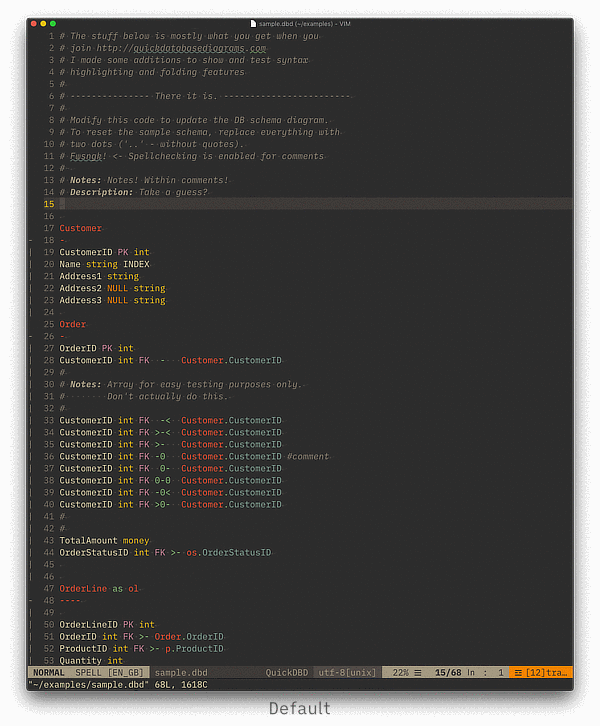 sample.dbd (~/examples) - VIM
1 # The stuff below is mostly what you get when you
2 # join http://quickdatabasediagrams.com
3 # I made some additions to show and test syntax
4 # highlighting and folding features
5 #
6 # --------------- There it is. ------------------------
7 #
8 # Modify this code to update the DB schema diagram.
9 # To reset the sample schema, replace everything with
10 # two dots ('..' - without quotes).
11 # Fwsngk! <- Spellchecking is enabled for comments
12 #
13 # Notes: Notes! Within comments!
14 # Description: Take a guess?
15
16
17 Customer
- 18 -
| 19 CustomerID PK int
| 20 Name string INDEX
| 21 Address1 string
| 22 Address2 NULL string
| 23 Address3 NULL string
| 24
25 Order
- 26 -
| 27 OrderID PK int
| 28 CustomerID int FK - Customer.CustomerID
| 29 #
| 30 # Notes: Array for easy testing purposes only.
| 31 # Don't actually do this.
| 32 #
| 33 CustomerID int FK -< Customer.CustomerID
| 34 CustomerID int FK >-< Customer.CustomerID
| 35 CustomerID int FK >- Customer.CustomerID
| 36 CustomerID int FK -0 Customer.CustomerID #comment
| 37 CustomerID int FK 0- Customer.CustomerID
| 38 CustomerID int FK 0-0 Customer.CustomerID
| 39 CustomerID int FK -0< Customer.CustomerID
| 40 CustomerID int FK >0- Customer.CustomerID
| 41 #
| 42 #
| 43 TotalAmount money
| 44 OrderStatusID int FK >- os.OrderStatusID
| 45
| 46
47 OrderLine as ol
- 48 ----
| 49
| 50 OrderLineID PK int
| 51 OrderID int FK >- Order.OrderID
| 52 ProductID int FK >- p.ProductID
| 53 Quantity int
NORMAL SPELL [EN_GB] sample.dbd QuickDBD utf-8[unix] 22% ☰ 15/68 ln : 1 ☲ [12]tra…
"~/examples/sample.dbd" 68L, 1618C
Default